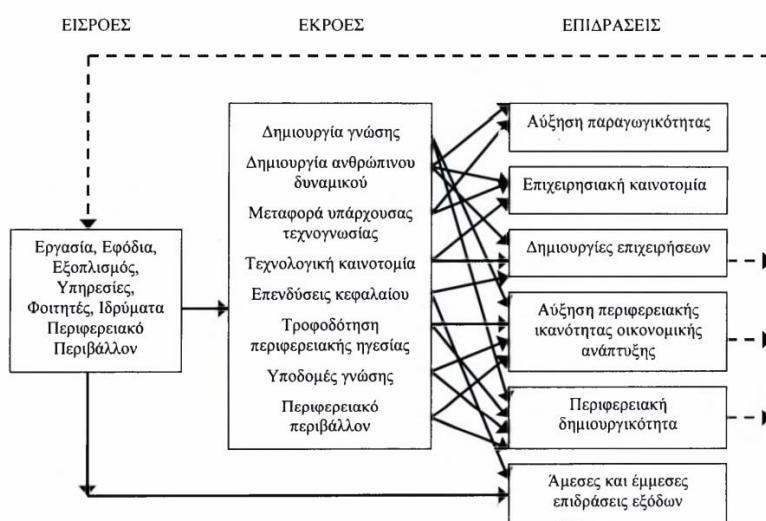 ΕΙΣΡΟΕΣ
ΕΚΡΟΕΣ
ΕΠΙΔΡΑΣΕΙΣ
Εργασία, Εφόδια,
Εξοπλισμός,
Υπηρεσίες,
Φοιτητές, Ιδρύματα
Περιφερειακό
Περιβάλλον
Δημιουργία γνώσης
Δημιουργία ανθρώπινου
δυναμικού
Μεταφορά υπάρχουσας
τεχνογνωσίας
Τεχνολογική καινοτομία
Επενδύσεις κεφαλαίου
Τροφοδότηση
περιφερειακής ηγεσίας
Υποδομές γνώσης
Περιφερειακό
περιβάλλον
Αύξηση παραγωγικότητας
Επιχειρησιακή καινοτομία
Δημιουργίες επιχειρήσεων
Αύξηση περιφερειακής
ικανότητας οικονομικής
ανάπτυξης
Περιφερειακή
δημιουργικότητα
Άμεσες και έμμεσες
επιδράσεις εξόδων